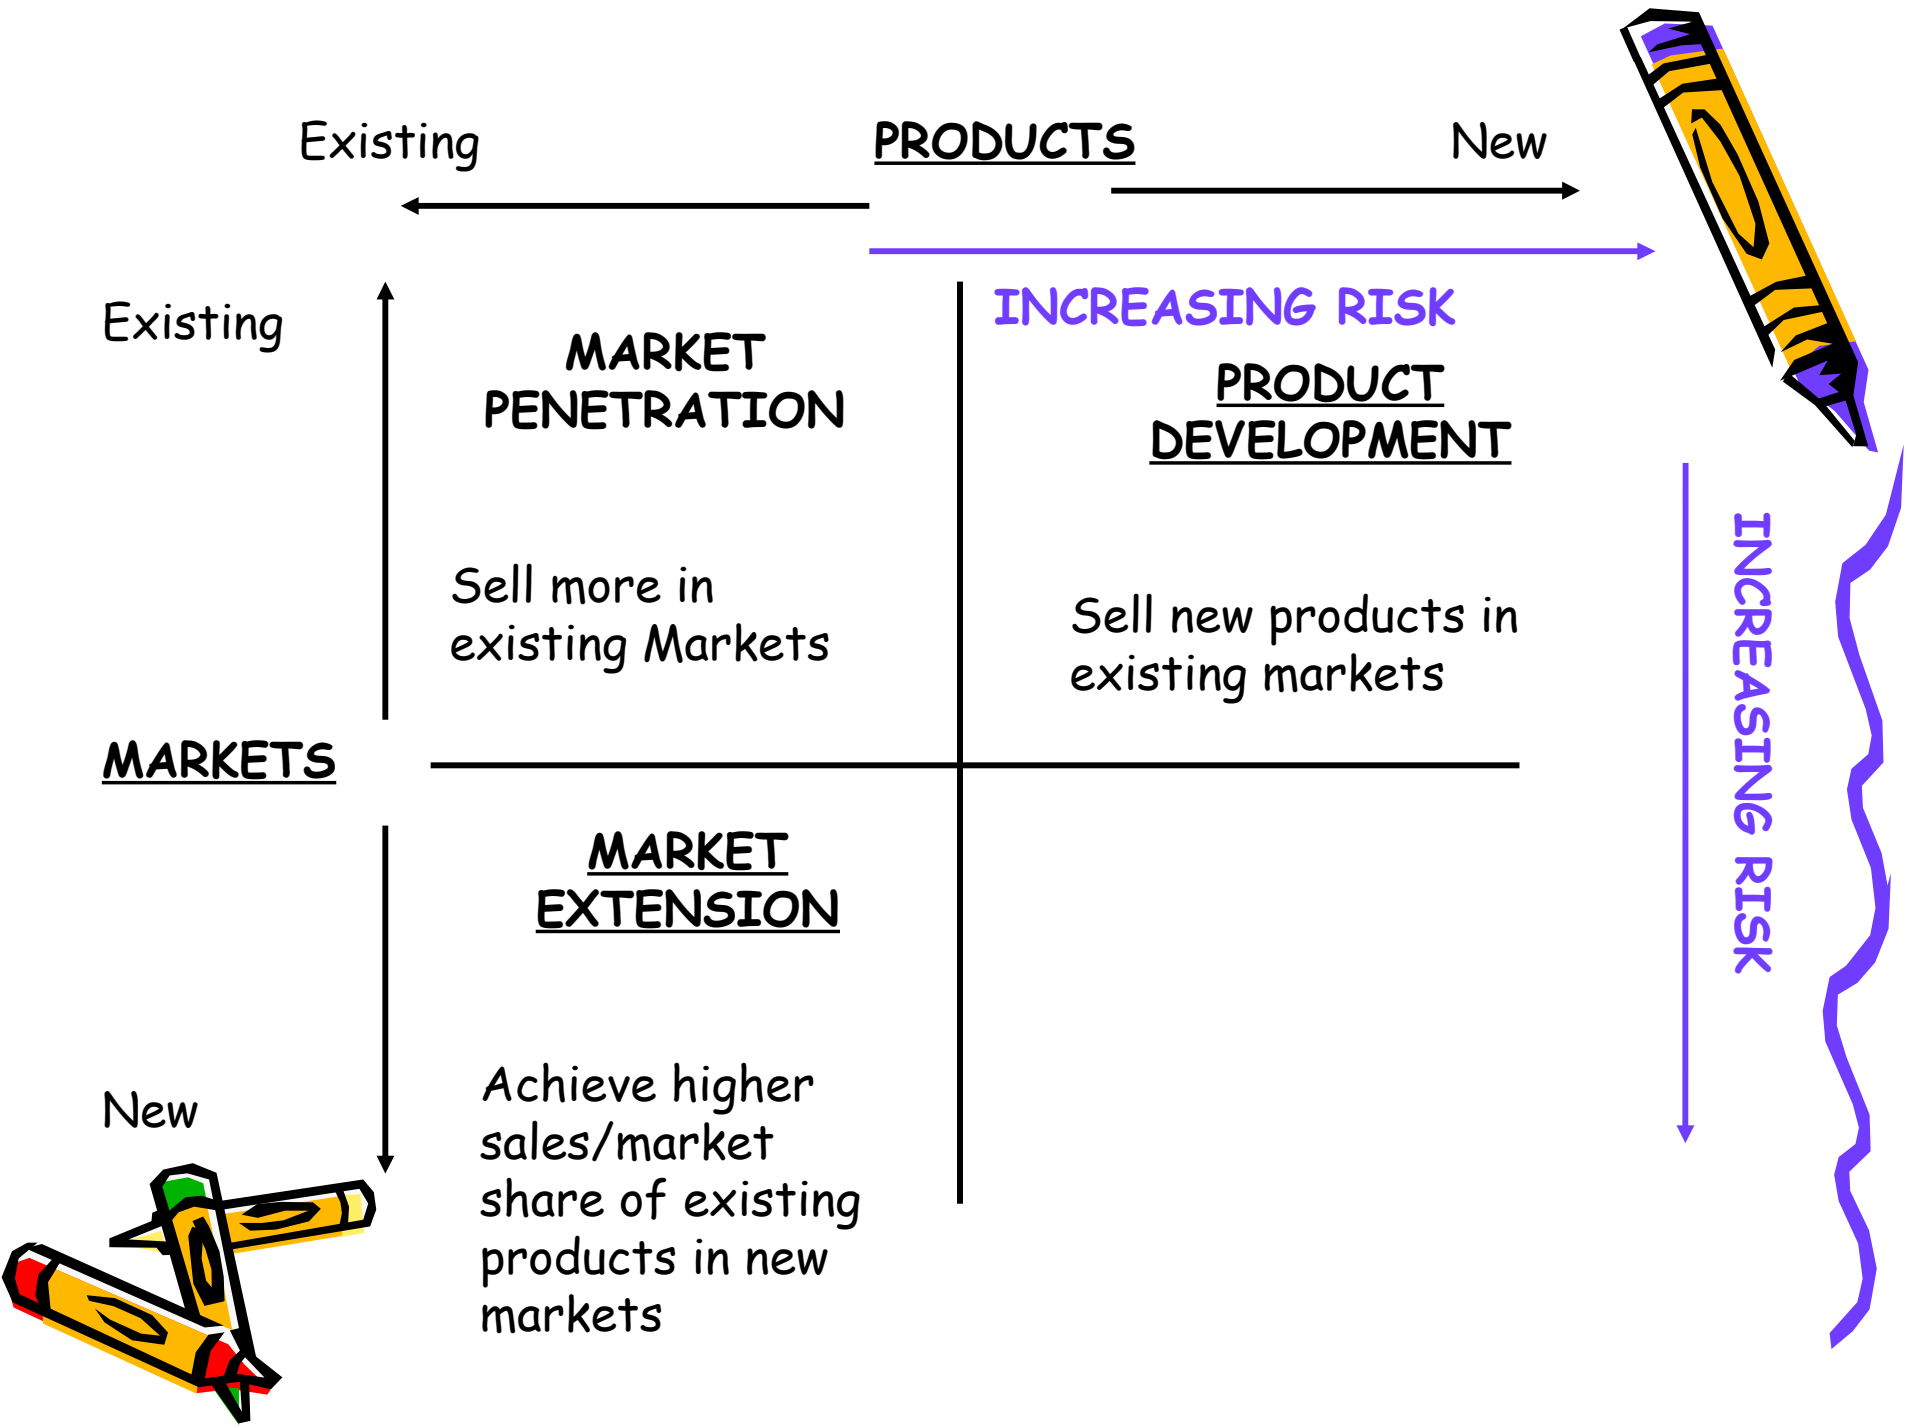 Existing
PRODUCTS
New
INCREASING RISK
Existing
MARKET
PENETRATION
PRODUCT
DEVELOPMENT
Sell more in
existing Markets
Sell new products in
existing markets
INCREASING RISK
MARKETS
MARKET
EXTENSION
New
Achieve higher
sales/market
share of existing
products in new
markets